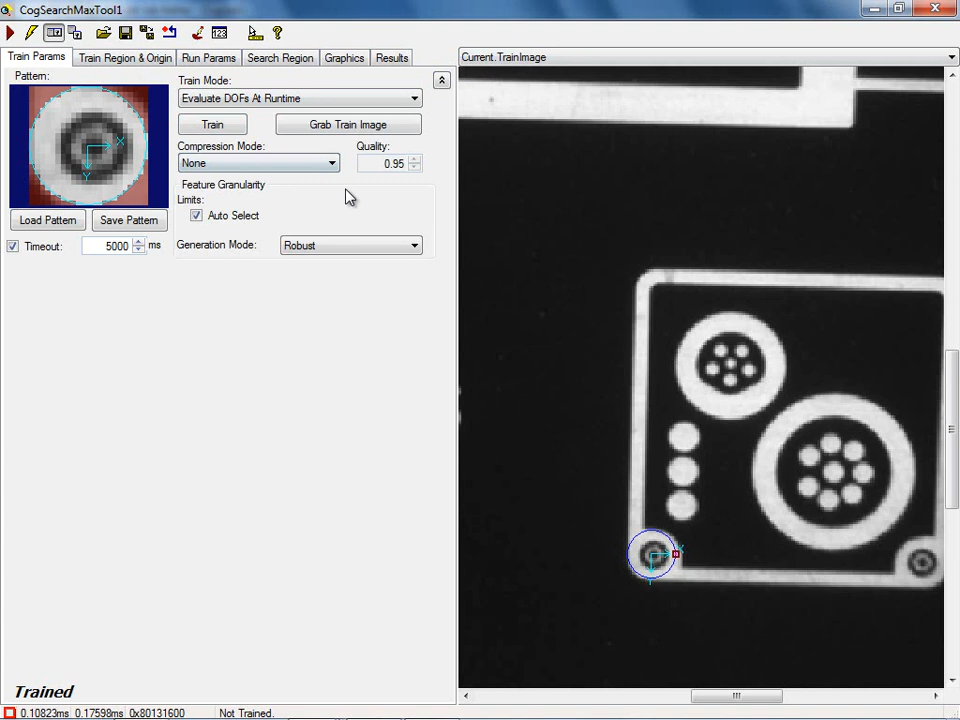 CogSearchMaxTool1
Train Params Train Region & Origin Run Params Search Region Graphics Results
Current.TrainImage
Pattern:
Train Mode:
Evaluate DOFs At Runtime
Train Grab Train Image
Compression Mode: Quality:
None 0.95
Feature Granularity
Limits:
Auto Select
Load Pattern Save Pattern
Timeout: 5000 ms
Generation Mode: Robust
X
Y
Trained
0.10823ms 0.17598ms 0x80131600 Not Trained.